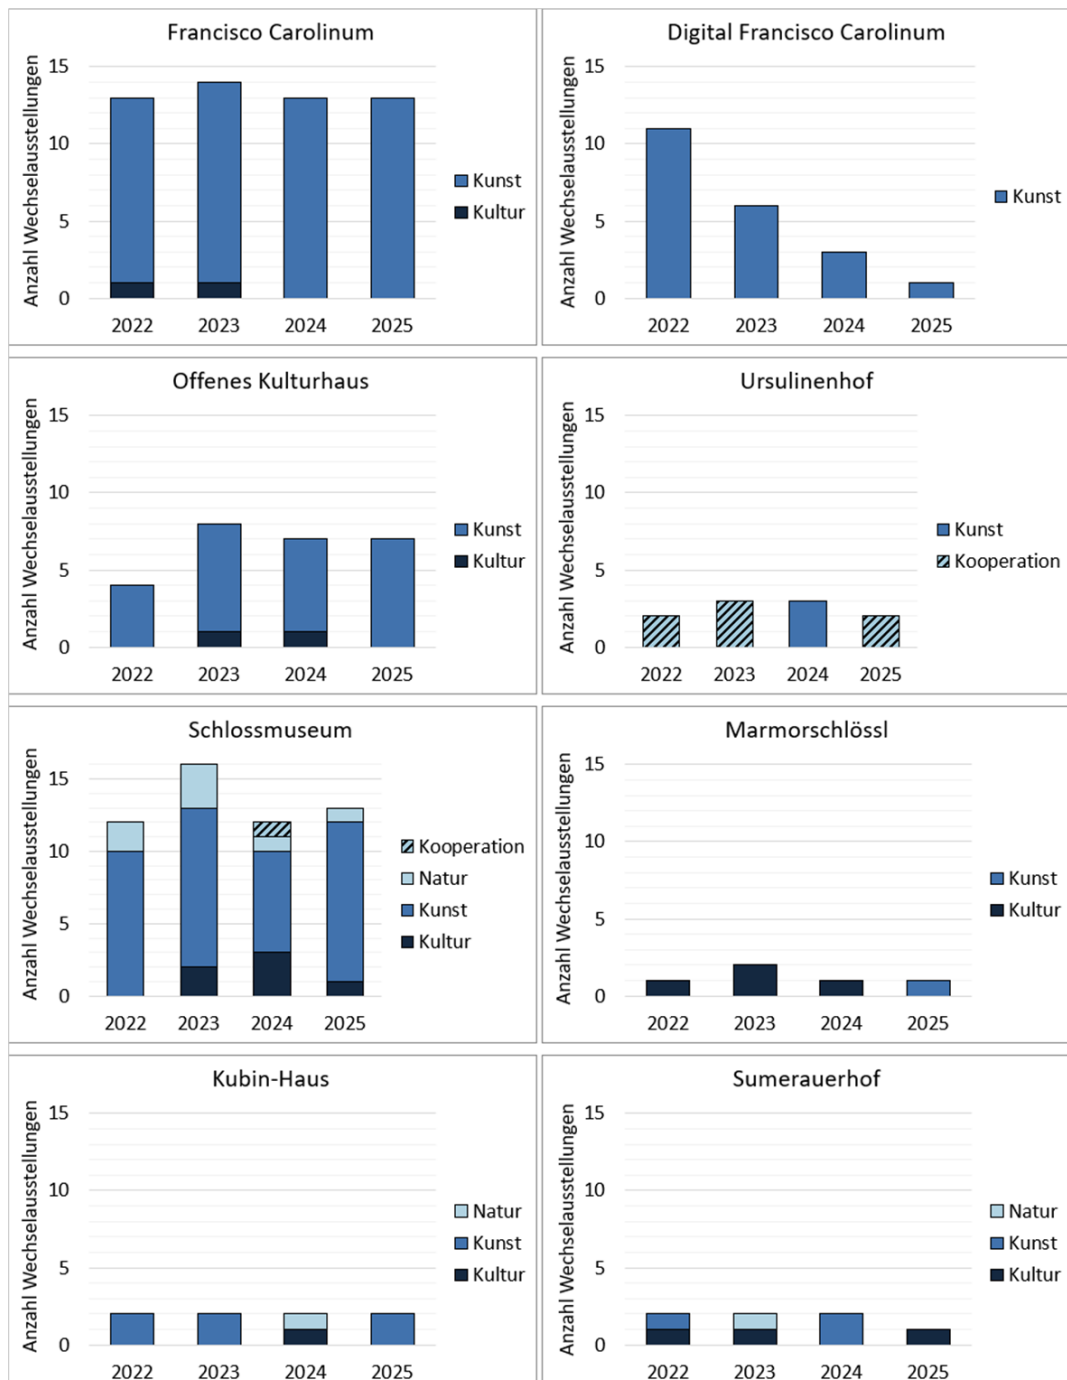 Francisco Carolinum
Anzahl Wechselausstellungen
15
10
5
0
2022 2023 2024 2025
Kunst
Kultur
Digital Francisco Carolinum
Anzahl Wechselausstellungen
15
10
5
0
2022 2023 2024 2025
Kunst
Offenes Kulturhaus
Anzahl Wechselausstellungen
15
10
5
0
2022 2023 2024 2025
Kunst
Kultur
Ursulinenhof
Anzahl Wechselausstellungen
15
10
5
0
2022 2023 2024 2025
Kunst
Kooperation
Schlossmuseum
Anzahl Wechselausstellungen
15
10
5
0
2022 2023 2024 2025
Kooperation
Natur
Kunst
Kultur
Marmorschlössl
Anzahl Wechselausstellungen
15
10
5
0
2022 2023 2024 2025
Kunst
Kultur
Kubin-Haus
Anzahl Wechselausstellungen
15
10
5
0
2022 2023 2024 2025
Natur
Kunst
Kultur
Sumerauerhof
Anzahl Wechselausstellungen
15
10
5
0
2022 2023 2024 2025
Natur
Kunst
Kultur